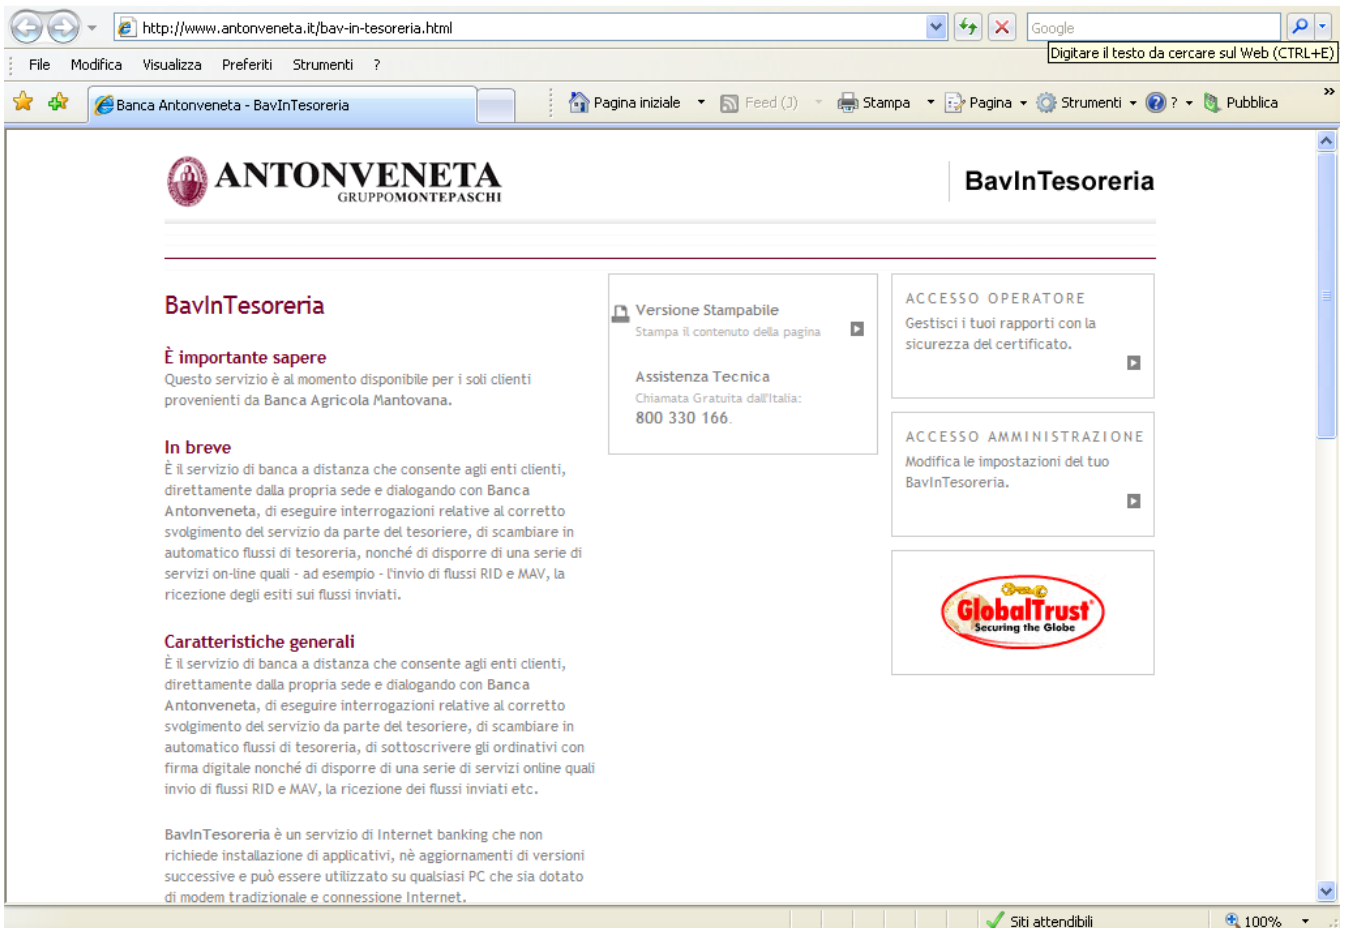 http://www.antonveneta.it/bav-in-tesoreria.html
Google
Digitare il testo da cercare sul Web (CTRL+E)
File Modifica Visualizza Preferiti Strumenti ?
Banca Antonveneta - BavInTesoreria
Pagina iniziale Feed (J) Stampa Pagina Strumenti ? Pubblica »
ANTONVENETA
GRUPPOMONTEPASCHI
BavInTesoreria
BavInTesoreria
È importante sapere
Questo servizio è al momento disponibile per i soli clienti
provenienti da Banca Agricola Mantovana.
In breve
È il servizio di banca a distanza che consente agli enti clienti,
direttamente dalla propria sede e dialogando con Banca
Antonveneta, di eseguire interrogazioni relative al corretto
svolgimento del servizio da parte del tesoriere, di scambiare in
automatico flussi di tesoreria, nonché di disporre di una serie di
servizi on-line quali - ad esempio - l'invio di flussi RID e MAV, la
ricezione degli esiti sui flussi inviati.
Caratteristiche generali
È il servizio di banca a distanza che consente agli enti clienti,
direttamente dalla propria sede e dialogando con Banca
Antonveneta, di eseguire interrogazioni relative al corretto
svolgimento del servizio da parte del tesoriere, di scambiare in
automatico flussi di tesoreria, di sottoscrivere gli ordinativi con
firma digitale nonché di disporre di una serie di servizi online quali
invio di flussi RID e MAV, la ricezione dei flussi inviati etc.
BavInTesoreria è un servizio di Internet banking che non
richiede installazione di applicativi, nè aggiornamenti di versioni
successive e può essere utilizzato su qualsiasi PC che sia dotato
di modem tradizionale e connessione Internet.
Versione Stampabile
Stampa il contenuto della pagina
Assistenza Tecnica
Chiamata Gratuita dall'Italia:
800 330 166.
ACCESSO OPERATORE
Gestisci i tuoi rapporti con la
sicurezza del certificato.
ACCESSO AMMINISTRAZIONE
Modifica le impostazioni del tuo
BavInTesoreria.
GlobalTrust
Securing the Globe
Siti attendibili
100%